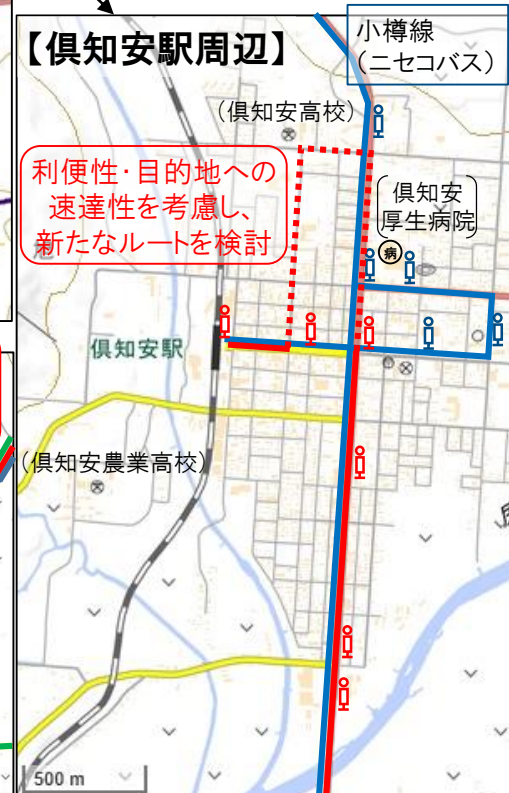 【倶知安駅周辺】
小樽線
(ニセコバス)
(倶知安高校)
利便性・目的地への
速達性を考慮し、
新たなルートを検討
倶知安
厚生病院
病
倶知安駅
(倶知安農業高校)
500 m